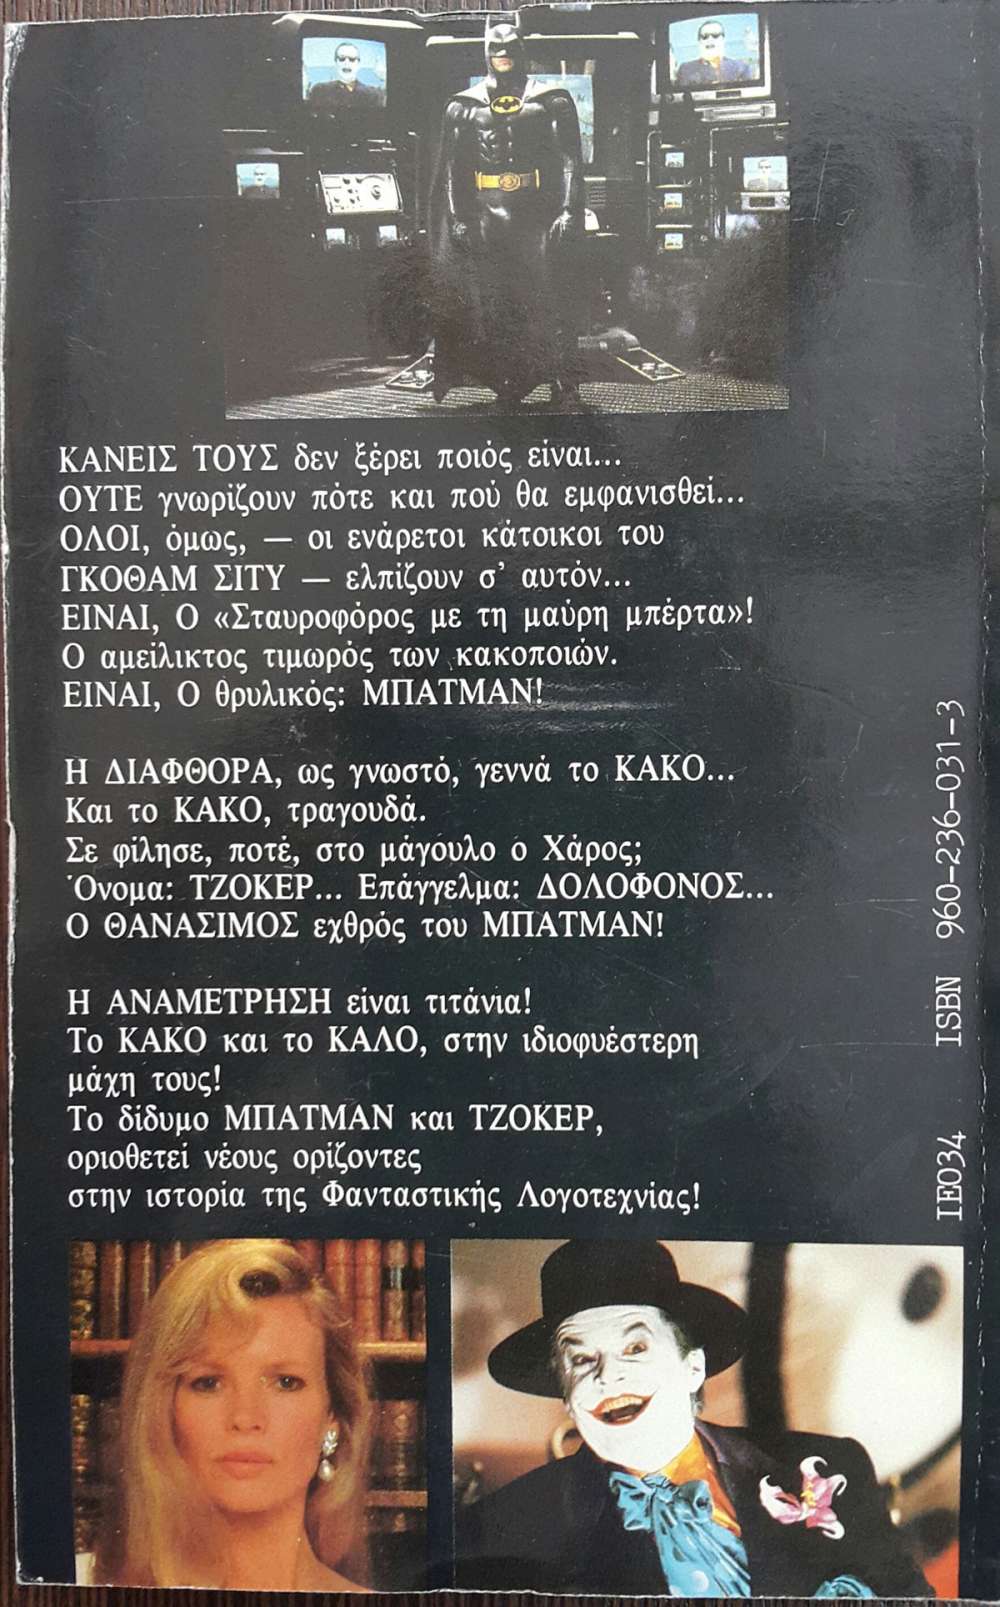 ΚΑΝΕΙΣ ΤΟΥΣ δεν ξέρει ποιός είναι...
ΟΥΤΕ γνωρίζουν πότε και πού θα εμφανισθεί...
ΟΛΟΙ, όμως, — οι ενάρετοι κάτοικοι του
ΓΚΟΘΑΜ ΣΙΤΥ — ελπίζουν σ' αυτόν...
ΕΙΝΑΙ, Ο «Σταυροφόρος με τη μαύρη μπέρτα»!
Ο αμείλικτος τιμωρός των κακοποιών.
ΕΙΝΑΙ, Ο θρυλικός: ΜΠΑΤΜΑΝ!
Η ΔΙΑΦΘΟΡΑ, ως γνωστό, γεννά το ΚΑΚΟ...
Και το ΚΑΚΟ, τραγουδά.
Σε φίλησε, ποτέ, στο μάγουλο ο Χάρος;
Όνομα: ΤΖΟΚΕΡ... Επάγγελμα: ΔΟΛΟΦΟΝΟΣ...
Ο ΘΑΝΑΣΙΜΟΣ εχθρός του ΜΠΑΤΜΑΝ!
Η ΑΝΑΜΕΤΡΗΣΗ είναι τιτάνια!
Το ΚΑΚΟ και το ΚΑΛΟ, στην ιδιοφυέστερη
μάχη τους!
Το δίδυμο ΜΠΑΤΜΑΝ και ΤΖΟΚΕΡ,
οριοθετεί νέους ορίζοντες
στην ιστορία της Φανταστικής Λογοτεχνίας!
ΙΕ034 ISBN 960-236-031-3